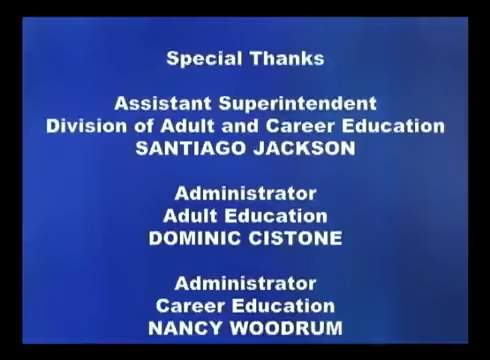 Special Thanks
Assistant Superintendent
Division of Adult and Career Education
SANTIAGO JACKSON
Administrator
Adult Education
DOMINIC CISTONE
Administrator
Career Education
NANCY WOODRUM